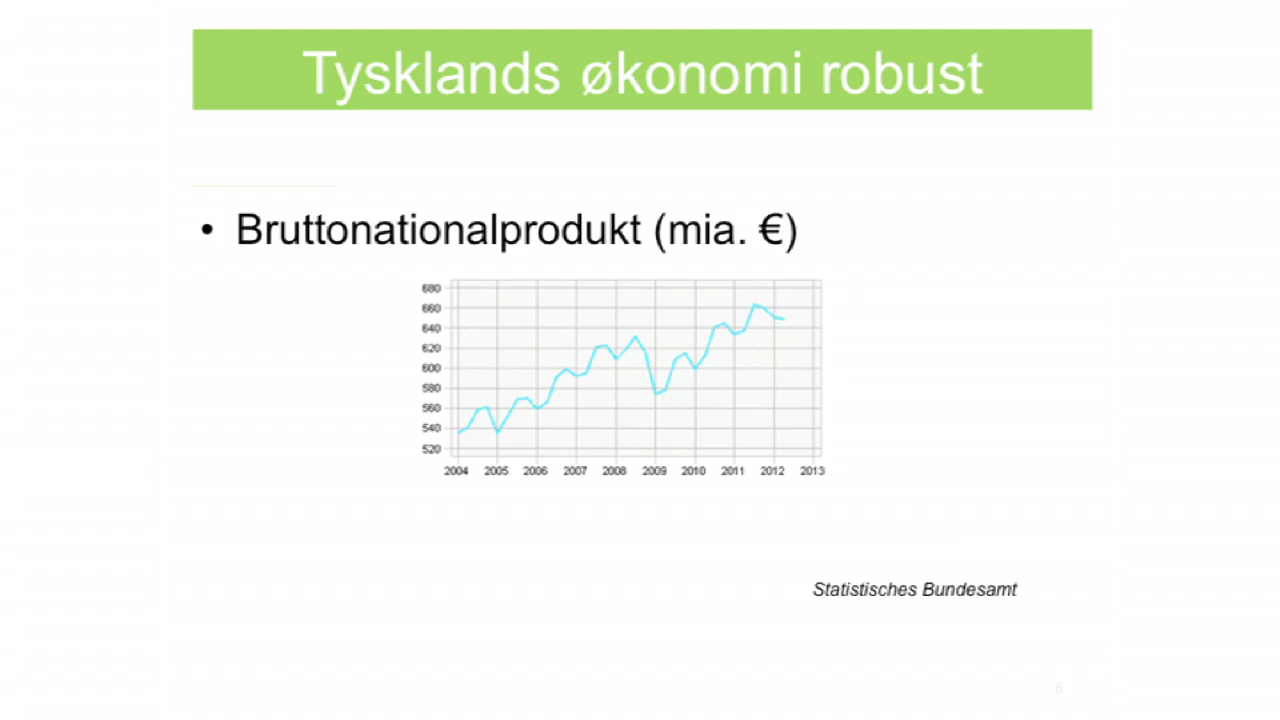 Tysklands økonomi robust
• Bruttonationalprodukt (mia. €)
680
660
640
620
600
580
560
540
520
2004 2005 2006 2007 2008 2009 2010 2011 2012 2013
Statistisches Bundesamt
6